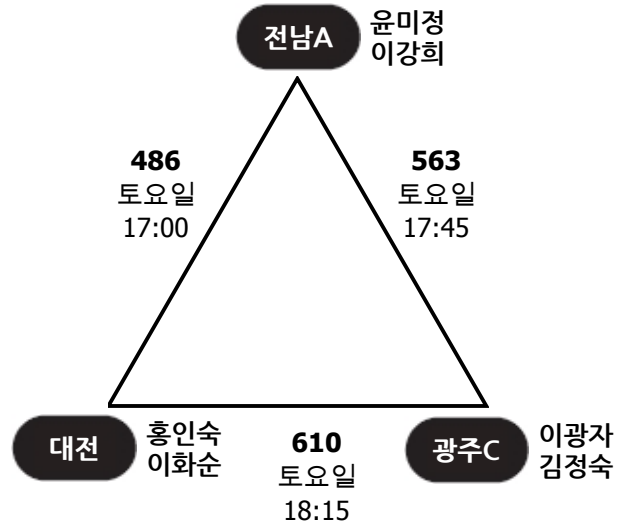 전남A
윤미정
이강희
486
토요일
17:00
563
토요일
17:45
대전
홍인숙
이화순
610
토요일
18:15
광주C
이광자
김정숙